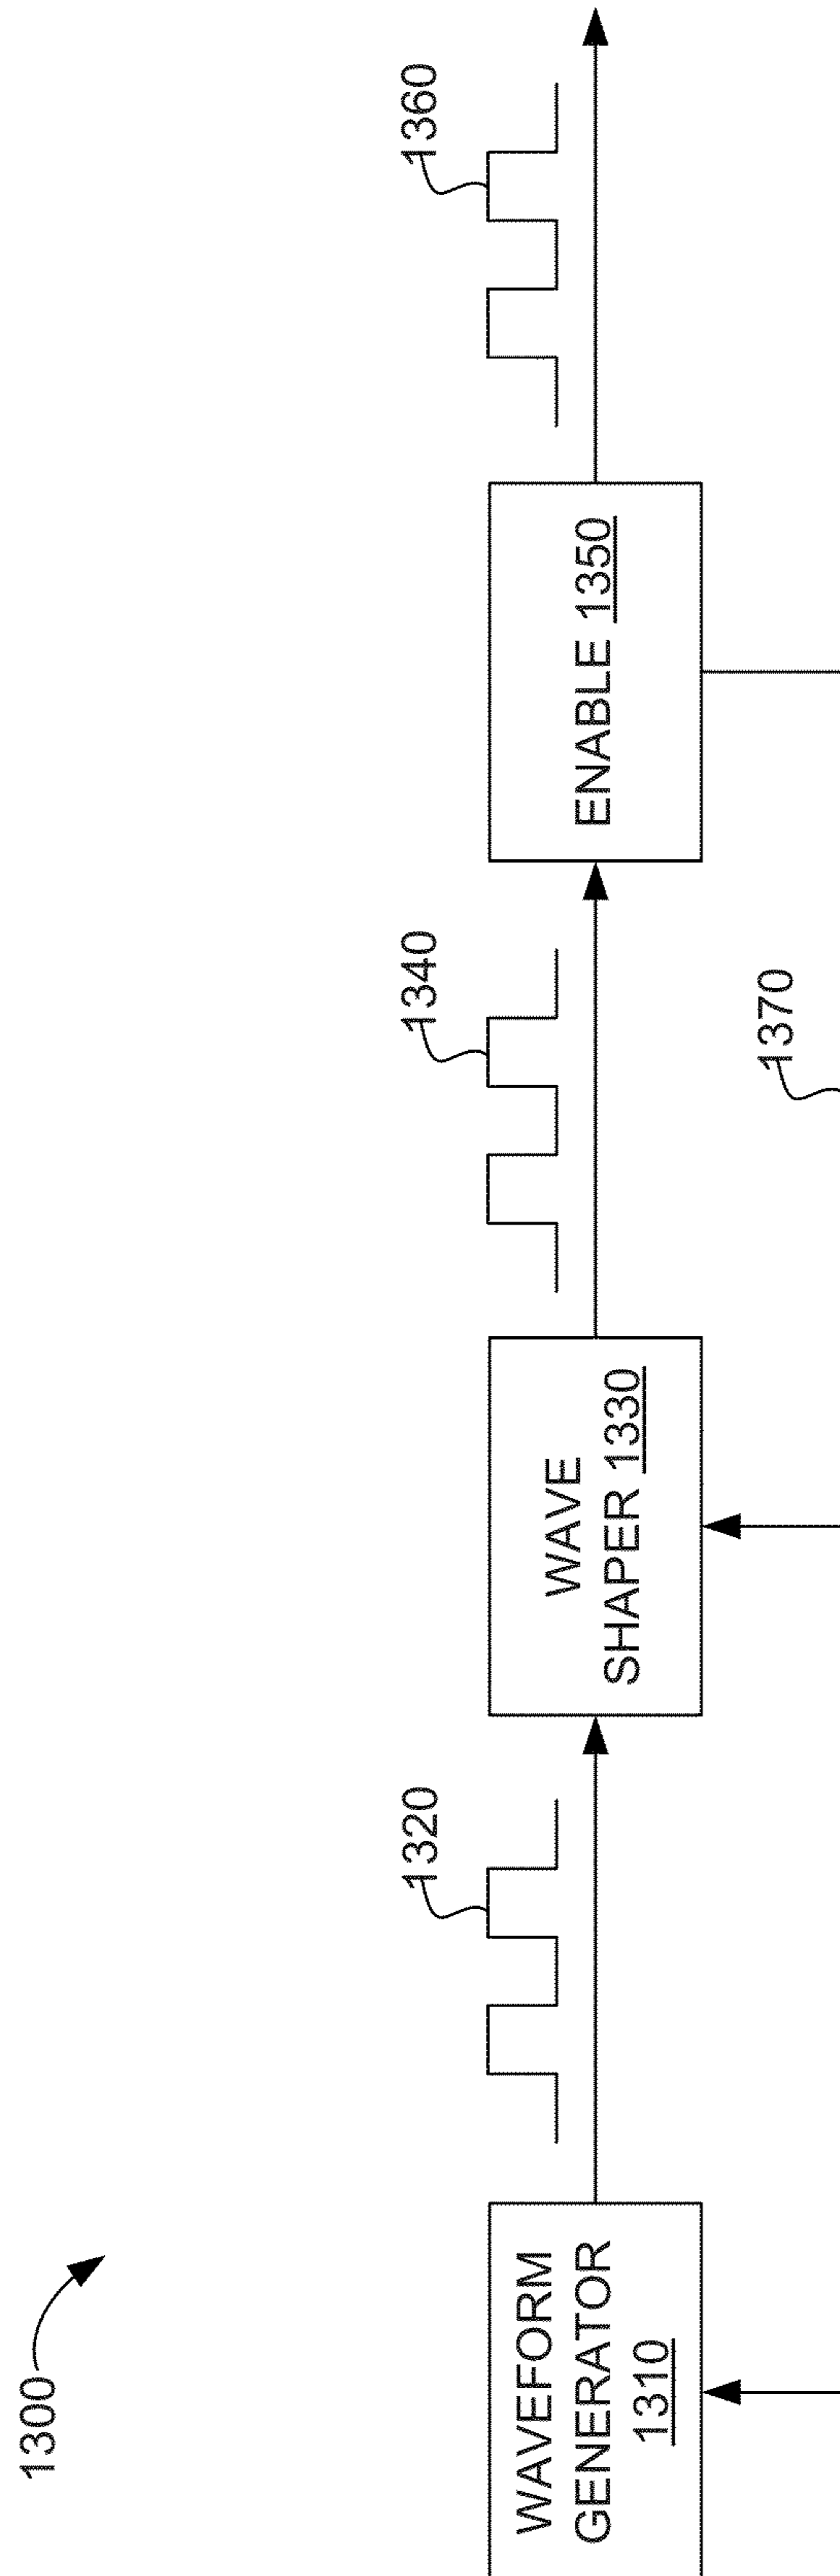 1300
1320
1340
1360
WAVEFORM
GENERATOR
1310
WAVE
SHAPER 1330
ENABLE 1350
1370